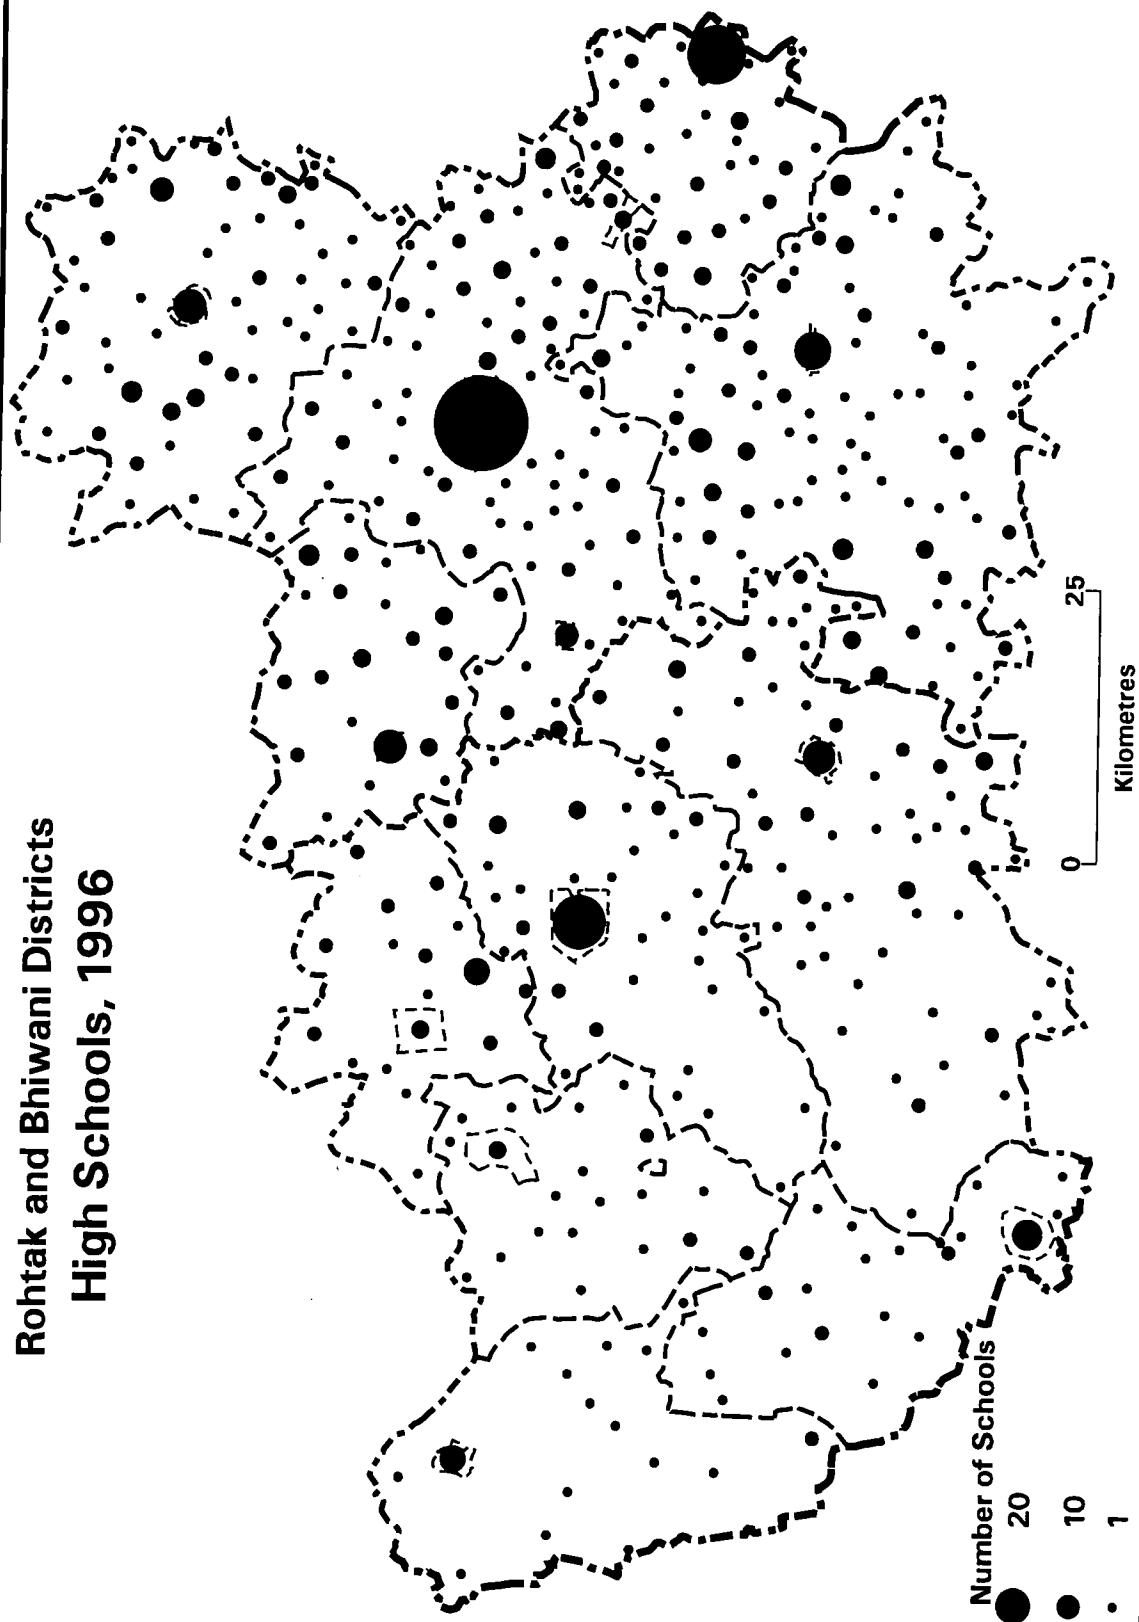 Rohtak and Bhiwani Districts
High Schools, 1996
Number of Schools
20
10
1
0 25
Kilometres